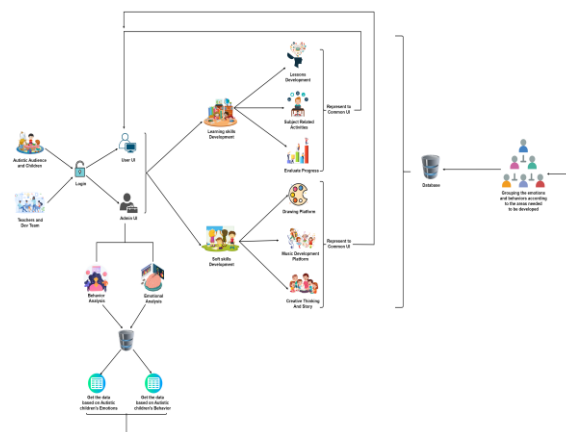 Autistic Audience
and Children
Teachers and
Our Team
Login
User UI
Admin UI
Learning skills
Development
Soft skills
Development
Lessons
Development
Subject Related
Activities
Evaluate Progress
Represent to
Common UI
Drawing Platform
Music Development
Platform
Creative Thinking
And Story
Represent to
Common UI
Database
Grouping the emotions
and behaviors according
to the areas needed
to be developed
Behavior
Analysis
Emotional
Analysis
Get the data
based on Autistic
children's Emotions
Get the data
based on Autistic
children's Behavior